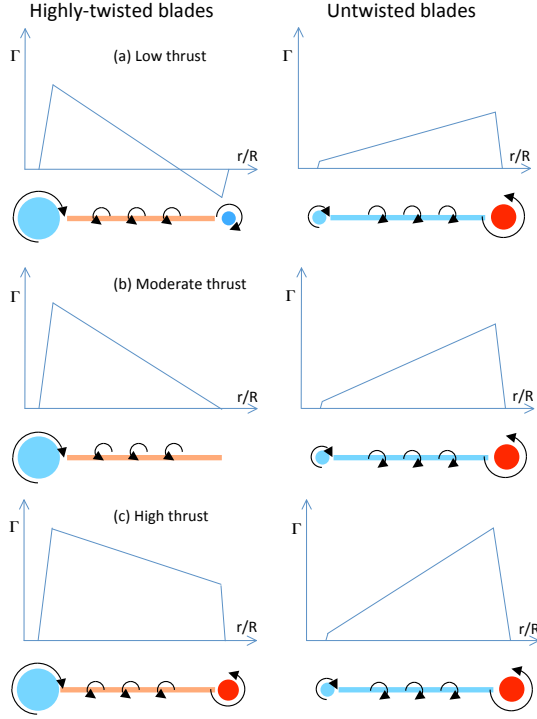 Highly-twisted blades
Untwisted blades
Γ
(a) Low thrust
r/R
Γ
r/R
Γ
(b) Moderate thrust
r/R
Γ
r/R
Γ
(c) High thrust
r/R
Γ
r/R